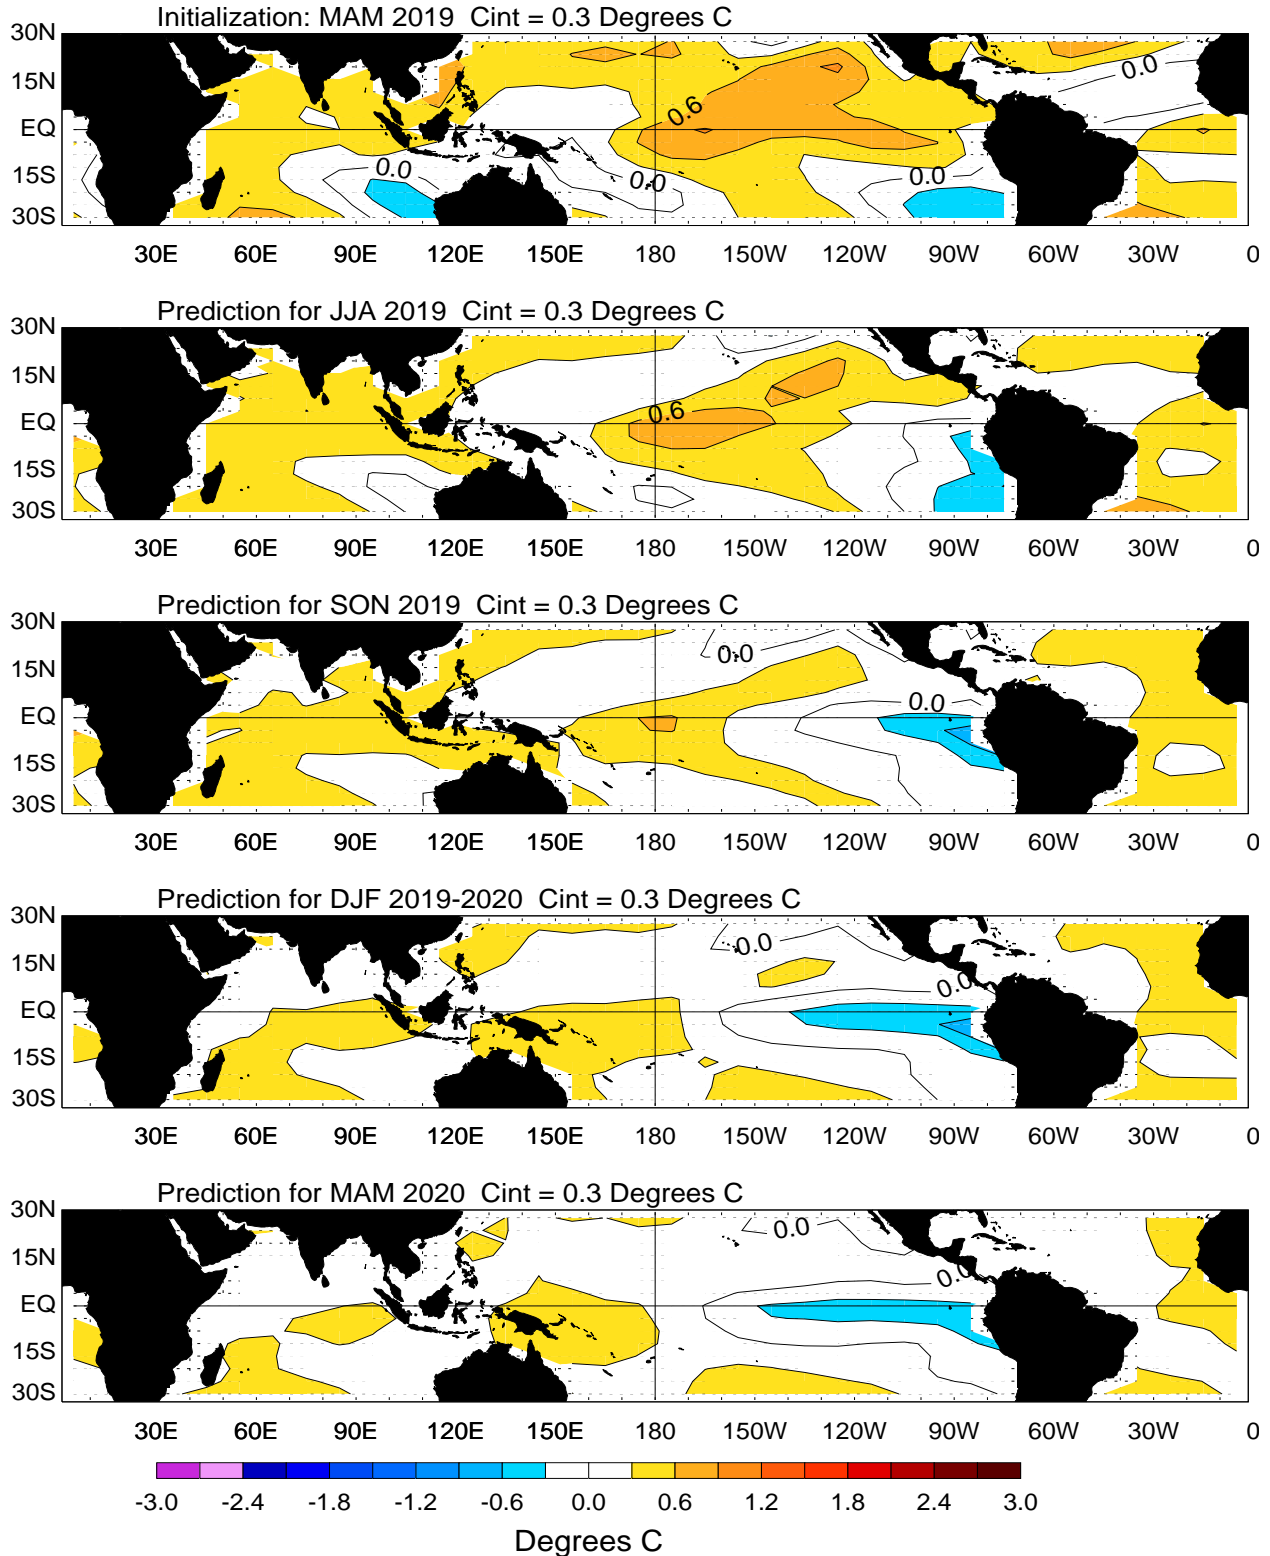 Initialization: MAM 2019  Cint = 0.3 Degrees C
30N
15N
EQ
15S
30S
0.0
0.6
0.0
0.0
0.0
30E 60E 90E 120E 150E 180 150W 120W 90W 60W 30W 0
Prediction for JJA 2019  Cint = 0.3 Degrees C
30N
15N
EQ
15S
30S
0.6
30E 60E 90E 120E 150E 180 150W 120W 90W 60W 30W 0
Prediction for SON 2019  Cint = 0.3 Degrees C
30N
15N
EQ
15S
30S
0.0
0.0
30E 60E 90E 120E 150E 180 150W 120W 90W 60W 30W 0
Prediction for DJF 2019-2020  Cint = 0.3 Degrees C
30N
15N
EQ
15S
30S
0.0
0.0
30E 60E 90E 120E 150E 180 150W 120W 90W 60W 30W 0
Prediction for MAM 2020  Cint = 0.3 Degrees C
30N
15N
EQ
15S
30S
0.0
0.0
30E 60E 90E 120E 150E 180 150W 120W 90W 60W 30W 0
-3.0 -2.4 -1.8 -1.2 -0.6 0.0 0.6 1.2 1.8 2.4 3.0
Degrees C